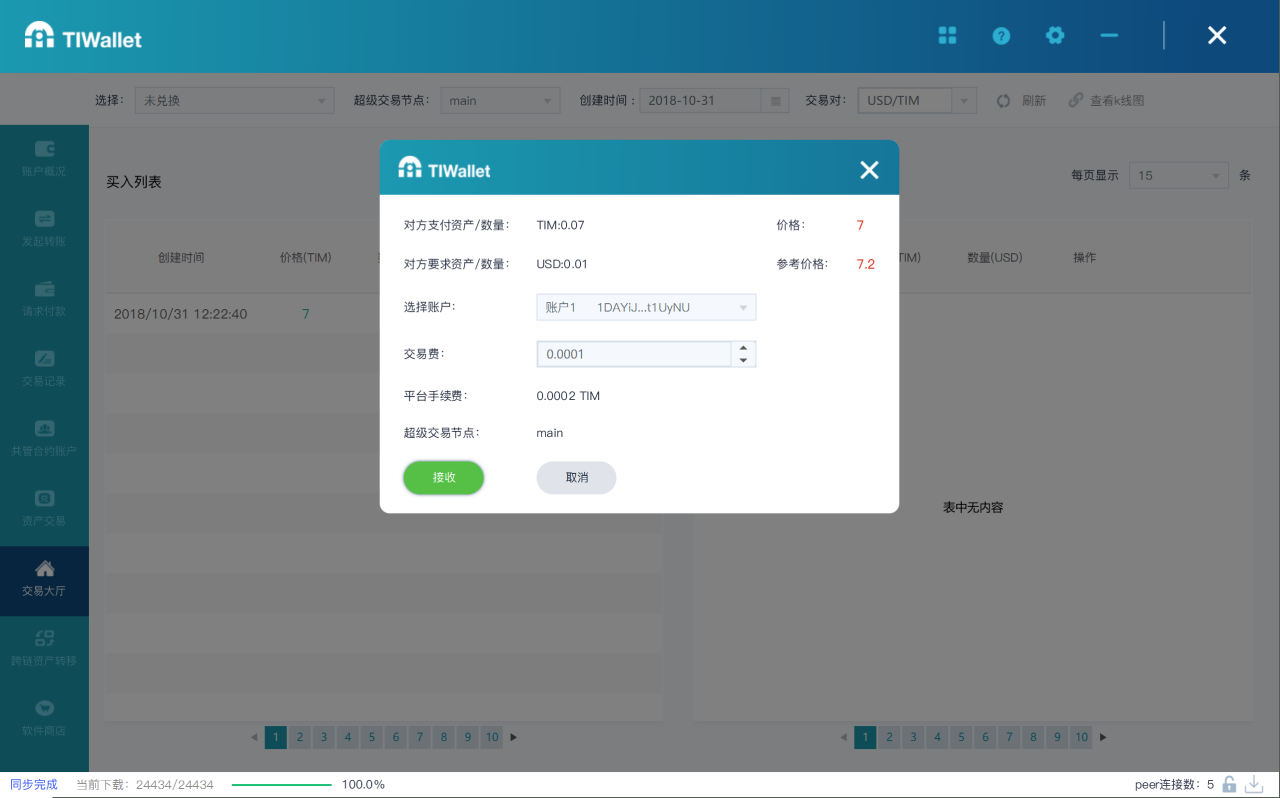 TIWallet
选择： 未兑换 超级交易节点： main 创建时间： 2018-10-31 交易对： USD/TIM 刷新 查看k线图
账户概况
发起转账
请求付款
交易记录
共管合约账户
资产交易
交易大厅
跨链资产转移
软件商店
买入列表
每页显示 15 条
创建时间 价格(TIM)
数量(USD) 操作
2018/10/31 12:22:40 7
TIWallet
对方支付资产/数量： TIM:0.07 价格： 7
对方要求资产/数量： USD:0.01 参考价格： 7.2
选择账户： 账户1 1DAYiJ...t1UyNU
交易费： 0.0001
平台手续费： 0.0002 TIM
超级交易节点： main
接收 取消
表中无内容
1 2 3 4 5 6 7 8 9 10
1 2 3 4 5 6 7 8 9 10
同步完成 当前下载：24434/24434 100.0% peer连接数：5